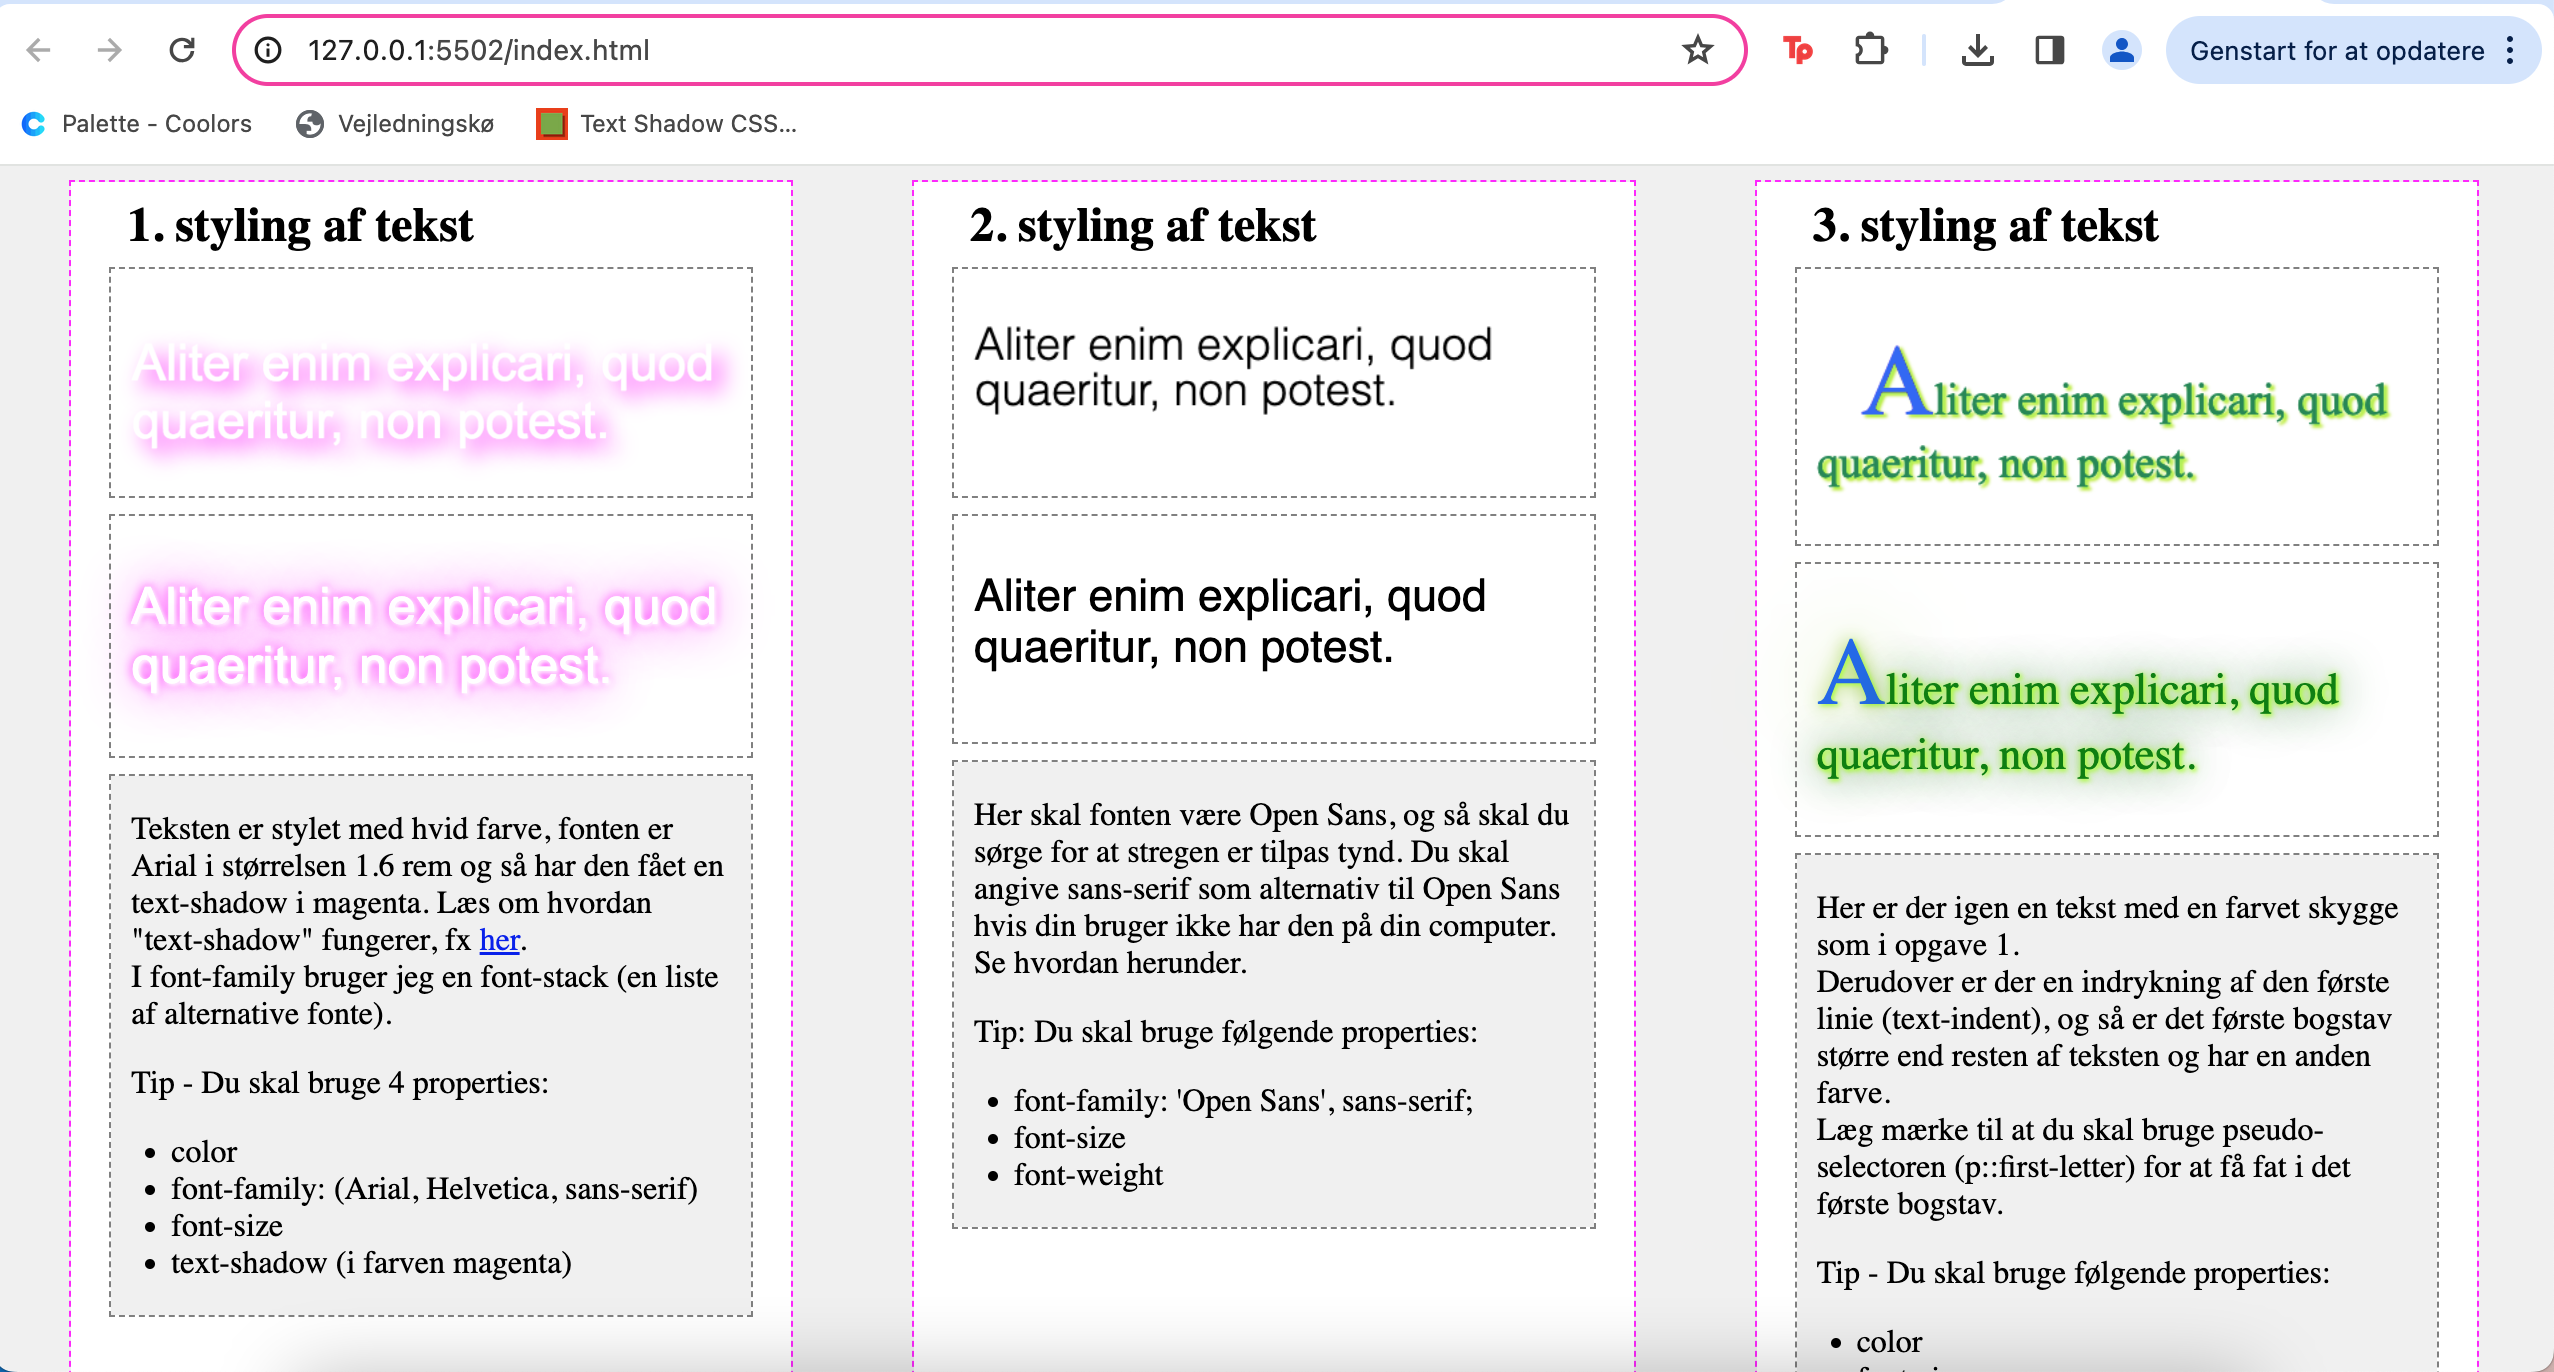 127.0.0.1:5502/index.html
Tp
Genstart for at opdatere
Palette - Coolors
Vejledningskø
Text Shadow CSS...
1. styling af tekst
Aliter enim explicari, quod
quaeritur, non potest.
Aliter enim explicari, quod
quaeritur, non potest.
Teksten er stylet med hvid farve, fonten er
Arial i størrelsen 1.6 rem og så har den fået en
text-shadow i magenta. Læs om hvordan
"text-shadow" fungerer, fx her.
I font-family bruger jeg en font-stack (en liste
af alternative fonte).
Tip - Du skal bruge 4 properties:
• color
• font-family: (Arial, Helvetica, sans-serif)
• font-size
• text-shadow (i farven magenta)
2. styling af tekst
Aliter enim explicari, quod
quaeritur, non potest.
Aliter enim explicari, quod
quaeritur, non potest.
Her skal fonten være Open Sans, og så skal du
sørge for at stregen er tilpas tynd. Du skal
angive sans-serif som alternativ til Open Sans
hvis din bruger ikke har den på din computer.
Se hvordan herunder.
Tip: Du skal bruge følgende properties:
• font-family: 'Open Sans', sans-serif;
• font-size
• font-weight
3. styling af tekst
Aliter enim explicari, quod
quaeritur, non potest.
Aliter enim explicari, quod
quaeritur, non potest.
Her er der igen en tekst med en farvet skygge
som i opgave 1.
Derudover er der en indrykning af den første
linie (text-indent), og så er det første bogstav
større end resten af teksten og har en anden
farve.
Læg mærke til at du skal bruge pseudo-
selectoren (p::first-letter) for at få fat i det
første bogstav.
Tip - Du skal bruge følgende properties:
• color